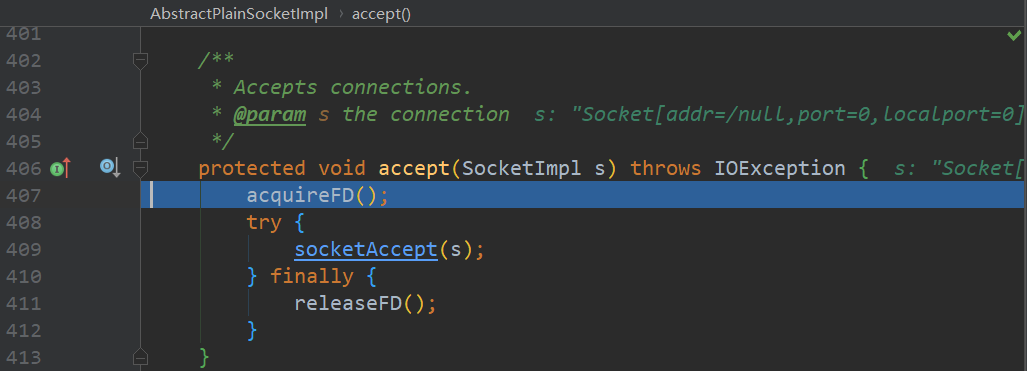 AbstractPlainSocketImpl › accept()
401
402 /**
403 * Accepts connections.
404 * @param s the connection s: "Socket[addr=/null,port=0,localport=0]
405 */
406 protected void accept(SocketImpl s) throws IOException { s: "Socket[
407 acquireFD();
408 try {
409 socketAccept(s);
410 } finally {
411 releaseFD();
412 }
413 }